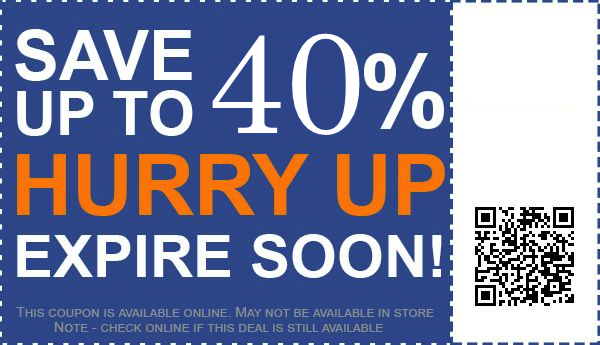 SAVE
UP TO 40%
HURRY UP
EXPIRE SOON!
THIS COUPON IS AVAILABLE ONLINE. MAY NOT BE AVAILABLE IN STORE
NOTE - CHECK ONLINE IF THIS DEAL IS STILL AVAILABLE